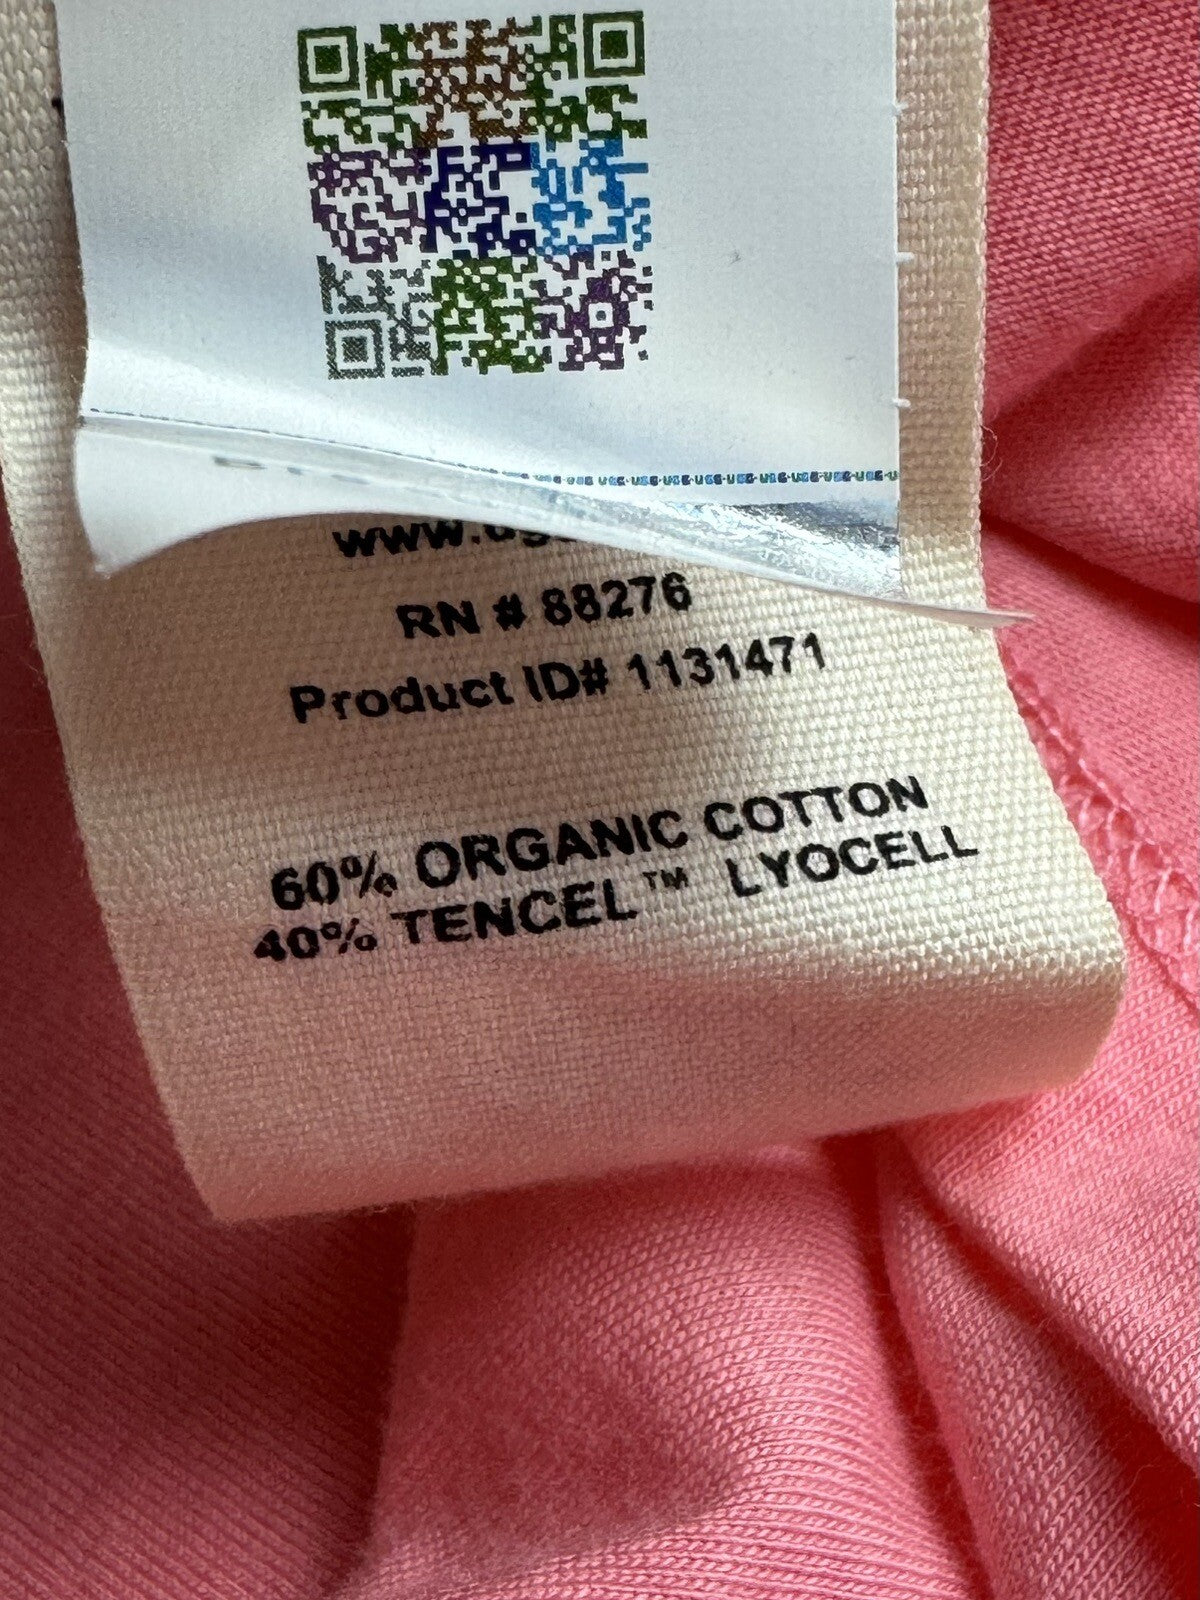 RN # 88276
Product ID# 1131471
60% ORGANIC COTTON
40% TENCEL™ LYOCELL